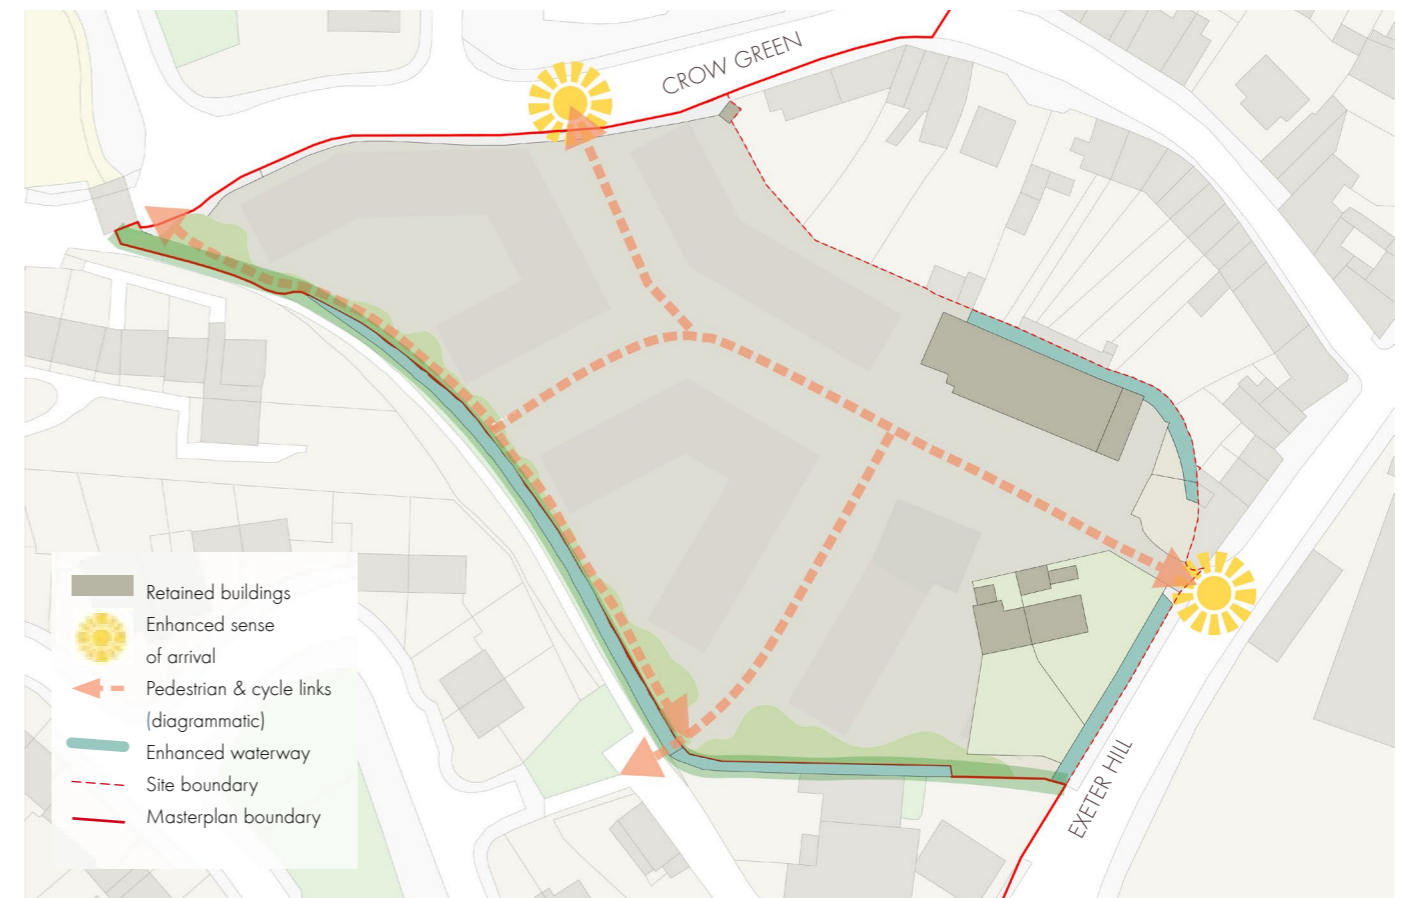 CROW GREEN
Retained buildings
Enhanced sense
of arrival
Pedestrian & cycle links
(diagrammatic)
Enhanced waterway
Site boundary
Masterplan boundary
EXETER HILL